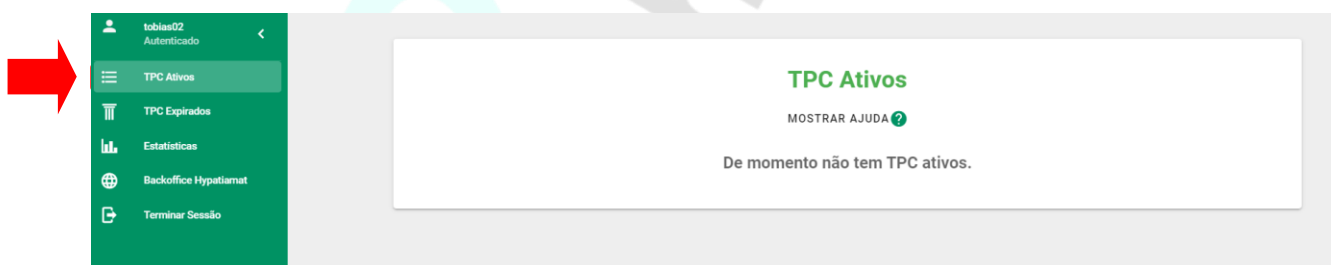 tobias02
Autenticado
TPC Ativos
TPC Expirados
Estatísticas
Backoffice Hypatiamat
Terminar Sessão
TPC Ativos
MOSTRAR AJUDA?
De momento não tem TPC ativos.